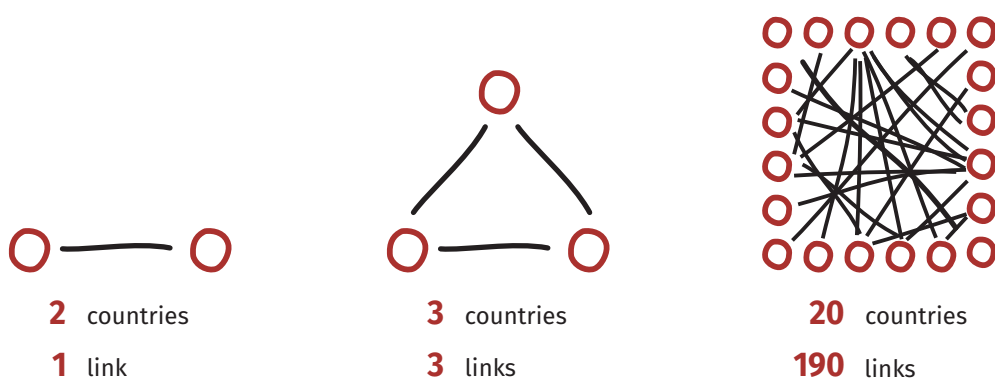 2 countries
1 link
3 countries
3 links
20 countries
190 links